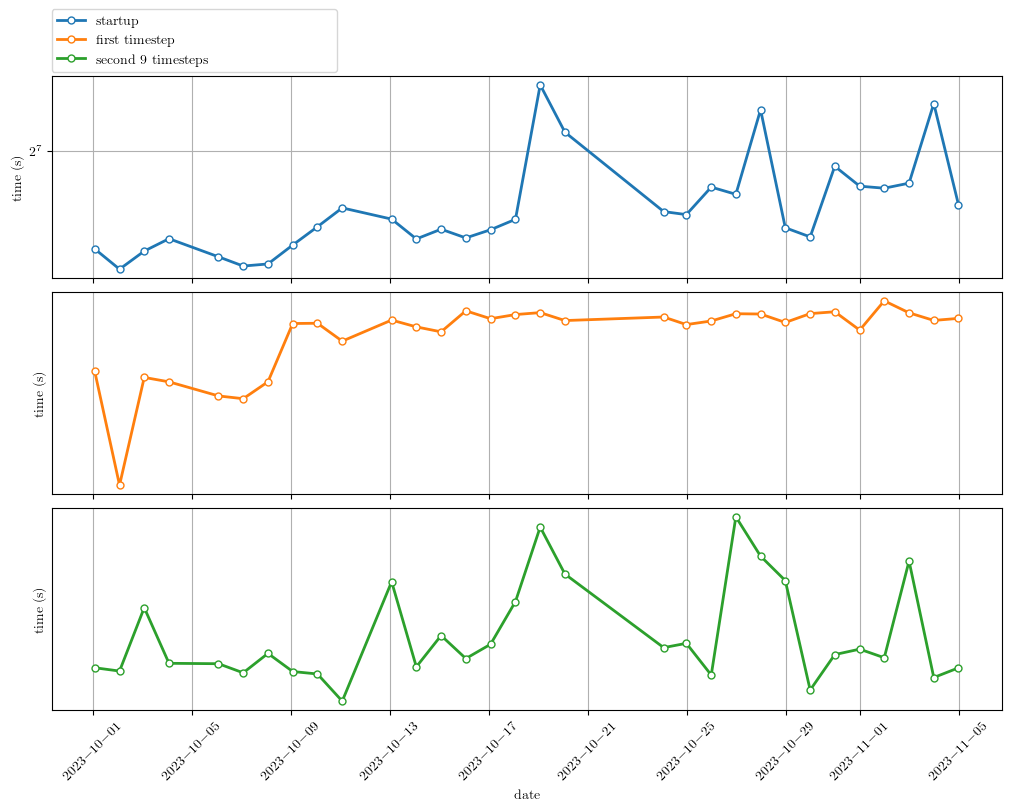 startup
first timestep
second 9 timesteps
time (s)
2⁷
time (s)
time (s)
2023−10−01
2023−10−05
2023−10−09
2023−10−13
2023−10−17
2023−10−21
2023−10−25
2023−10−29
2023−11−01
2023−11−05
date